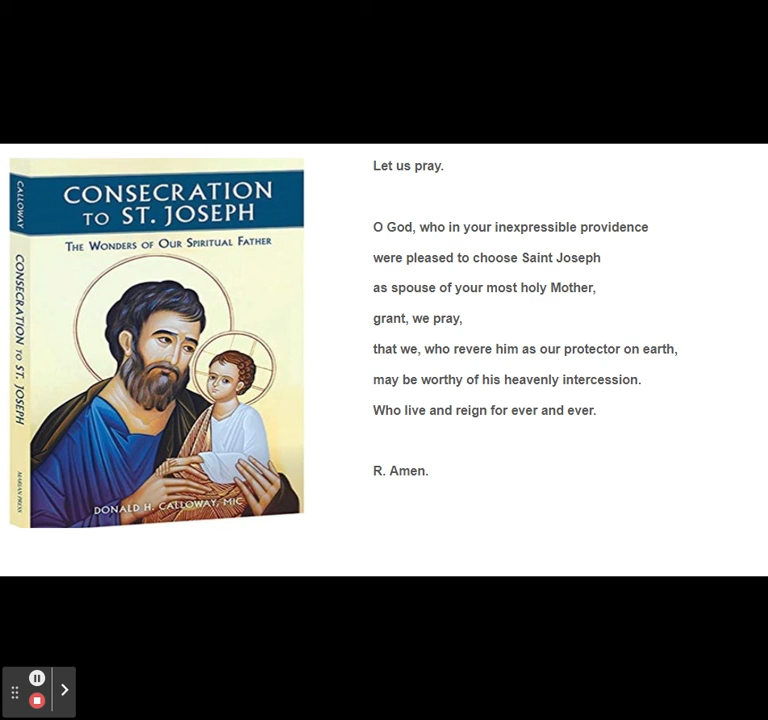 CALLOWAY
CONSECRATION TO ST. JOSEPH
MARIAN PRESS
CONSECRATION
TO ST. JOSEPH
THE WONDERS OF OUR SPIRITUAL FATHER
DONALD H. CALLOWAY, MIC
Let us pray.
O God, who in your inexpressible providence
were pleased to choose Saint Joseph
as spouse of your most holy Mother,
grant, we pray,
that we, who revere him as our protector on earth,
may be worthy of his heavenly intercession.
Who live and reign for ever and ever.
R. Amen.